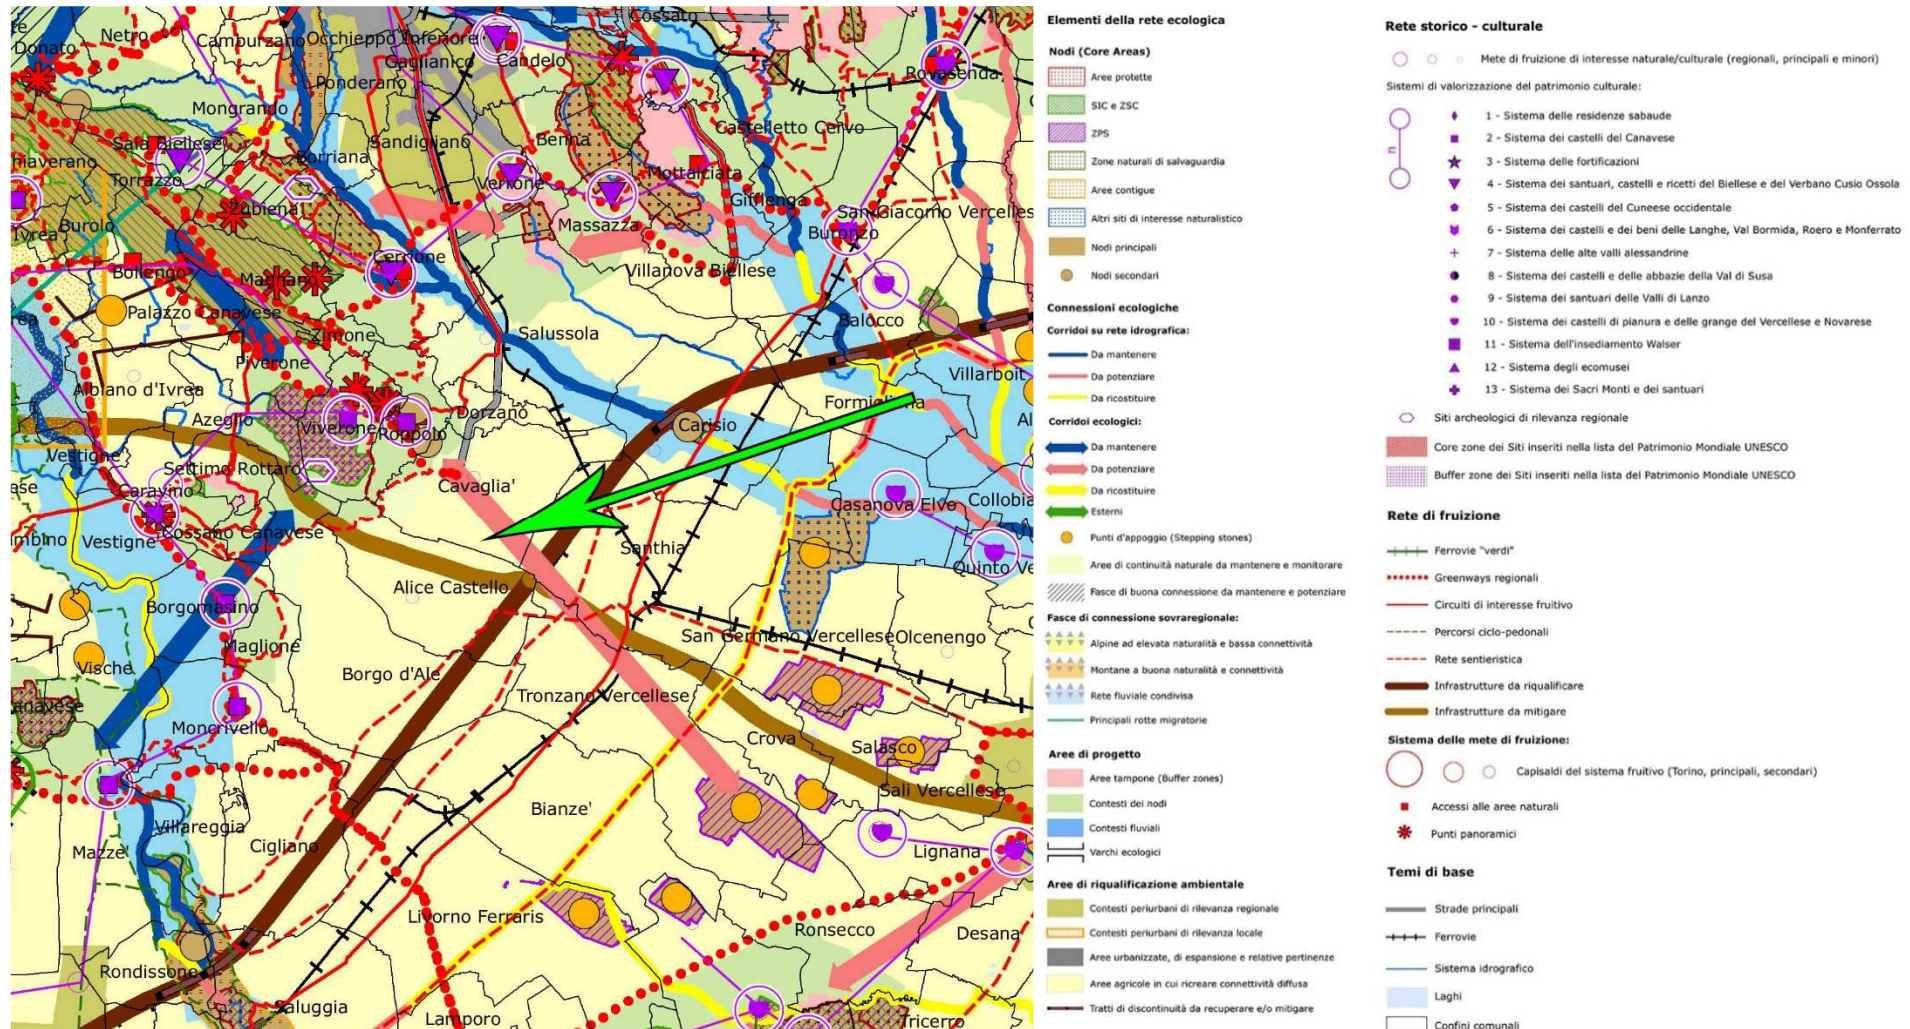 Netro
Donato
Camburzano
Occhieppo Inferiore
Cossato
Gaglianico
Candelo
Ponderano
Rovasenda
Mongrando
Castelletto Cervo
Sala Biellese
Sandigliano
Benna
hiaverano
Borriana
Torrazzo
Verrone
Mottalciata
Zubiena
Gifflenga
San Giacomo Vercelles
Burolo
Massazza
Ivrea
Buronzo
Bollengo
Cerrione
Villanova Biellese
Magnano
Palazzo Canavese
Balocco
Zimone
Salussola
Piverone
Villarboit
Albiano d'Ivrea
Formigliana
Azeglio
Dorzano
Viverone
Roppolo
Carisio
Vestigne
Settimo Rottaro
Cavaglia'
Caravino
Casanova Elvo
Collobia
Vestigne
Cossano Canavese
Santhia
Quinto Ve
Alice Castello
Borgomasino
San Germano Vercellese
Olcenengo
Maglione
Vische
Borgo d'Ale
Tronzano Vercellese
Moncrivello
Crova
Salasco
Sali Vercellese
Bianze'
Villareggia
Mazze'
Cigliano
Lignana
Livorno Ferraris
Ronsecco
Desana
Rondissone
Saluggia
Lamporo
Tricerro
Elementi della rete ecologica
Nodi (Core Areas)
Aree protette
SIC e ZSC
ZPS
Zone naturali di salvaguardia
Aree contigue
Altri siti di interesse naturalistico
Nodi principali
Nodi secondari
Connessioni ecologiche
Corridoi su rete idrografica:
Da mantenere
Da potenziare
Da ricostituire
Corridoi ecologici:
Da mantenere
Da potenziare
Da ricostituire
Esterni
Punti d'appoggio (Stepping stones)
Aree di continuità naturale da mantenere e monitorare
Fasce di buona connessione da mantenere e potenziare
Fasce di connessione sovraregionale:
Alpine ad elevata naturalità e bassa connettività
Montane a buona naturalità e connettività
Rete fluviale condivisa
Principali rotte migratorie
Aree di progetto
Aree tampone (Buffer zones)
Contesti dei nodi
Contesti fluviali
Varchi ecologici
Aree di riqualificazione ambientale
Contesti periurbani di rilevanza regionale
Contesti periurbani di rilevanza locale
Aree urbanizzate, di espansione e relative pertinenze
Aree agricole in cui ricreare connettività diffusa
Tratti di discontinuità da recuperare e/o mitigare
Rete storico - culturale
Mete di fruizione di interesse naturale/culturale (regionali, principali e minori)
Sistemi di valorizzazione del patrimonio culturale:
n
1 - Sistema delle residenze sabaude
2 - Sistema dei castelli del Canavese
3 - Sistema delle fortificazioni
4 - Sistema dei santuari, castelli e ricetti del Biellese e del Verbano Cusio Ossola
5 - Sistema dei castelli del Cuneese occidentale
6 - Sistema dei castelli e dei beni delle Langhe, Val Bormida, Roero e Monferrato
7 - Sistema delle alte valli alessandrine
8 - Sistema dei castelli e delle abbazie della Val di Susa
9 - Sistema dei santuari delle Valli di Lanzo
10 - Sistema dei castelli di pianura e delle grange del Vercellese e Novarese
11 - Sistema dell'insediamento Walser
12 - Sistema degli ecomusei
13 - Sistema dei Sacri Monti e dei santuari
Siti archeologici di rilevanza regionale
Core zone dei Siti inseriti nella lista del Patrimonio Mondiale UNESCO
Buffer zone dei Siti inseriti nella lista del Patrimonio Mondiale UNESCO
Rete di fruizione
Ferrovie "verdi"
Greenways regionali
Circuiti di interesse fruitivo
Percorsi ciclo-pedonali
Rete sentieristica
Infrastrutture da riqualificare
Infrastrutture da mitigare
Sistema delle mete di fruizione:
Capisaldi del sistema fruitivo (Torino, principali, secondari)
Accessi alle aree naturali
Punti panoramici
Temi di base
Strade principali
Ferrovie
Sistema idrografico
Laghi
Confini comunali